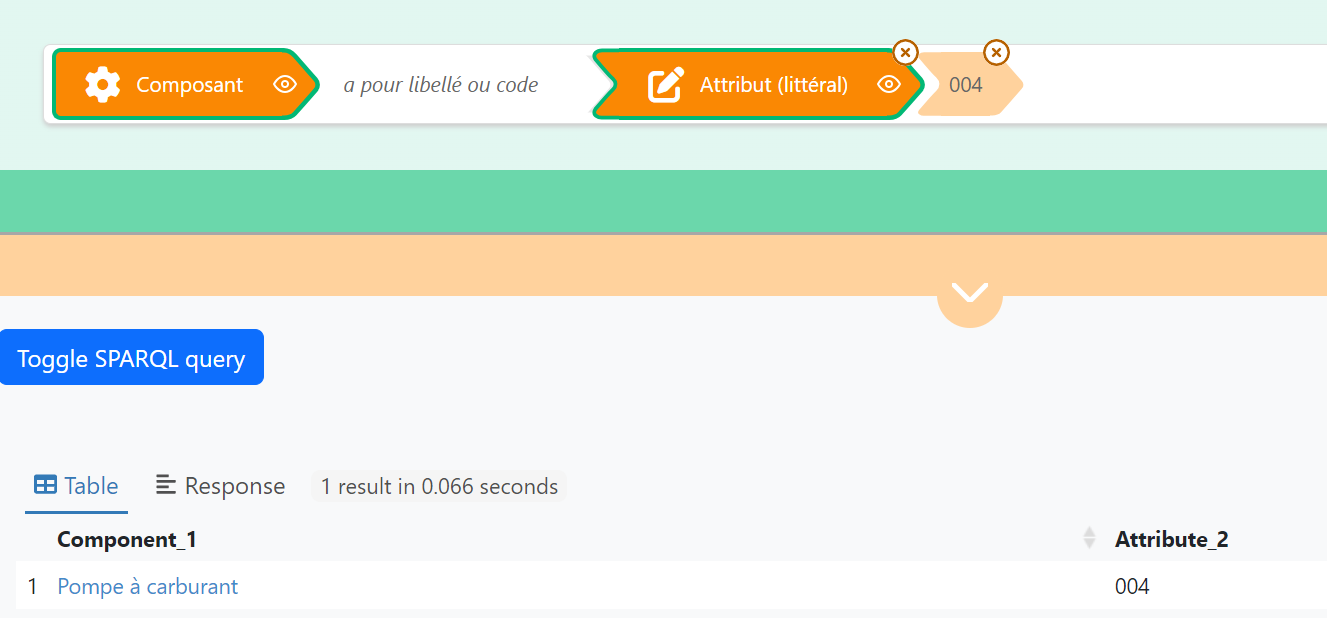 Composant a pour libellé ou code Attribut (littéral) 004
Toggle SPARQL query
Table Response 1 result in 0.066 seconds
Component_1 Attribute_2
1 Pompe à carburant 004